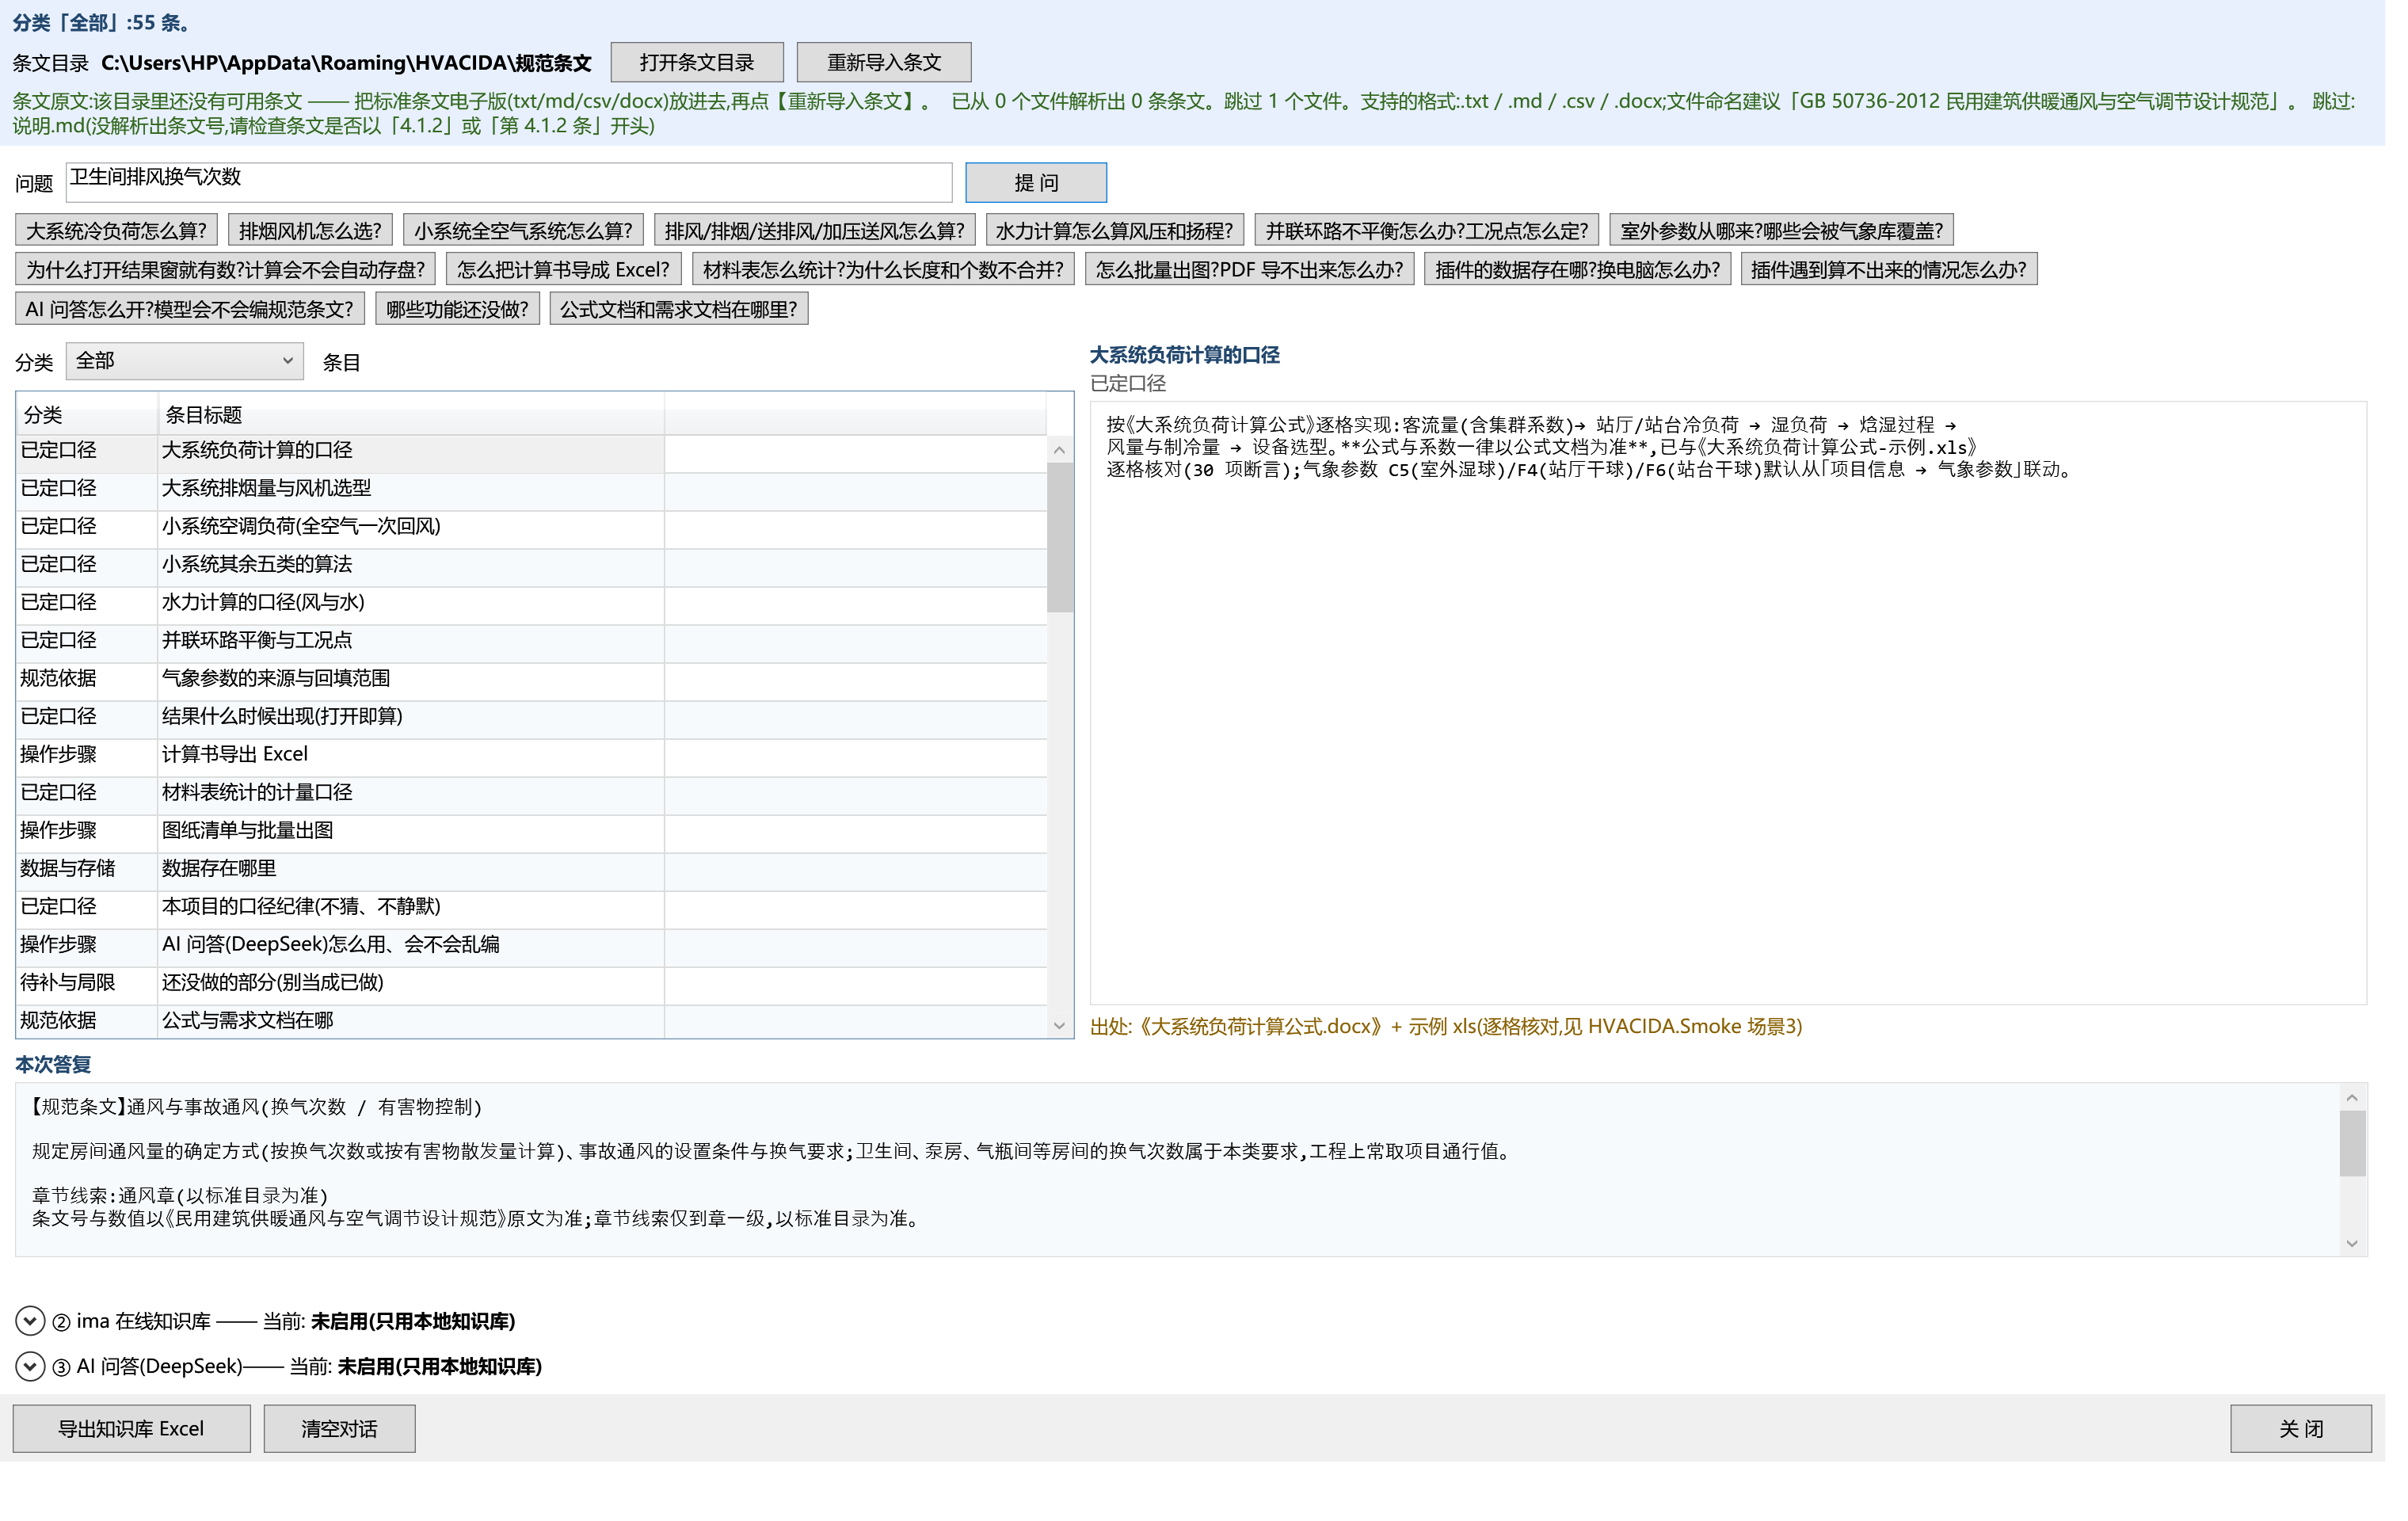 分类「全部」:55 条。
条文目录 C:\Users\HP\AppData\Roaming\HVACIDA\规范条文 打开条文目录 重新导入条文
条文原文:该目录里还没有可用条文 —— 把标准条文电子版(txt/md/csv/docx)放进去,再点【重新导入条文】。 已从 0 个文件解析出 0 条条文。跳过 1 个文件。支持的格式:.txt / .md / .csv / .docx;文件命名建议「GB 50736-2012 民用建筑供暖通风与空气调节设计规范」。 跳过:
说明.md(没解析出条文号,请检查条文是否以「4.1.2」或「第 4.1.2 条」开头)
问题 卫生间排风换气次数 提 问
大系统冷负荷怎么算? 排烟风机怎么选? 小系统全空气系统怎么算? 排风/排烟/送排风/加压送风怎么算? 水力计算怎么算风压和扬程? 并联环路不平衡怎么办?工况点怎么定? 室外参数从哪来?哪些会被气象库覆盖?
为什么打开结果窗就有数?计算会不会自动存盘? 怎么把计算书导成 Excel? 材料表怎么统计?为什么长度和个数不合并? 怎么批量出图?PDF 导不出来怎么办? 插件的数据存在哪?换电脑怎么办? 插件遇到算不出来的情况怎么办?
AI 问答怎么开?模型会不会编规范条文? 哪些功能还没做? 公式文档和需求文档在哪里?
分类 全部 条目
分类 条目标题
已定口径 大系统负荷计算的口径
已定口径 大系统排烟量与风机选型
已定口径 小系统空调负荷(全空气一次回风)
已定口径 小系统其余五类的算法
已定口径 水力计算的口径(风与水)
已定口径 并联环路平衡与工况点
规范依据 气象参数的来源与回填范围
已定口径 结果什么时候出现(打开即算)
操作步骤 计算书导出 Excel
已定口径 材料表统计的计量口径
操作步骤 图纸清单与批量出图
数据与存储 数据存在哪里
已定口径 本项目的口径纪律(不猜、不静默)
操作步骤 AI 问答(DeepSeek)怎么用、会不会乱编
待补与局限 还没做的部分(别当成已做)
规范依据 公式与需求文档在哪
大系统负荷计算的口径
已定口径
按《大系统负荷计算公式》逐格实现:客流量(含集群系数)→ 站厅/站台冷负荷 → 湿负荷 → 焓湿过程 →
风量与制冷量 → 设备选型。**公式与系数一律以公式文档为准**,已与《大系统负荷计算公式-示例.xls》
逐格核对(30 项断言);气象参数 C5(室外湿球)/F4(站厅干球)/F6(站台干球)默认从「项目信息 → 气象参数」联动。
出处:《大系统负荷计算公式.docx》+ 示例 xls(逐格核对,见 HVACIDA.Smoke 场景3)
本次答复
【规范条文】通风与事故通风(换气次数 / 有害物控制)
规定房间通风量的确定方式(按换气次数或按有害物散发量计算)、事故通风的设置条件与换气要求;卫生间、泵房、气瓶间等房间的换气次数属于本类要求,工程上常取项目通行值。
章节线索:通风章(以标准目录为准)
条文号与数值以《民用建筑供暖通风与空气调节设计规范》原文为准;章节线索仅到章一级,以标准目录为准。
② ima 在线知识库 —— 当前: 未启用(只用本地知识库)
③ AI 问答(DeepSeek)—— 当前: 未启用(只用本地知识库)
导出知识库 Excel 清空对话 关 闭